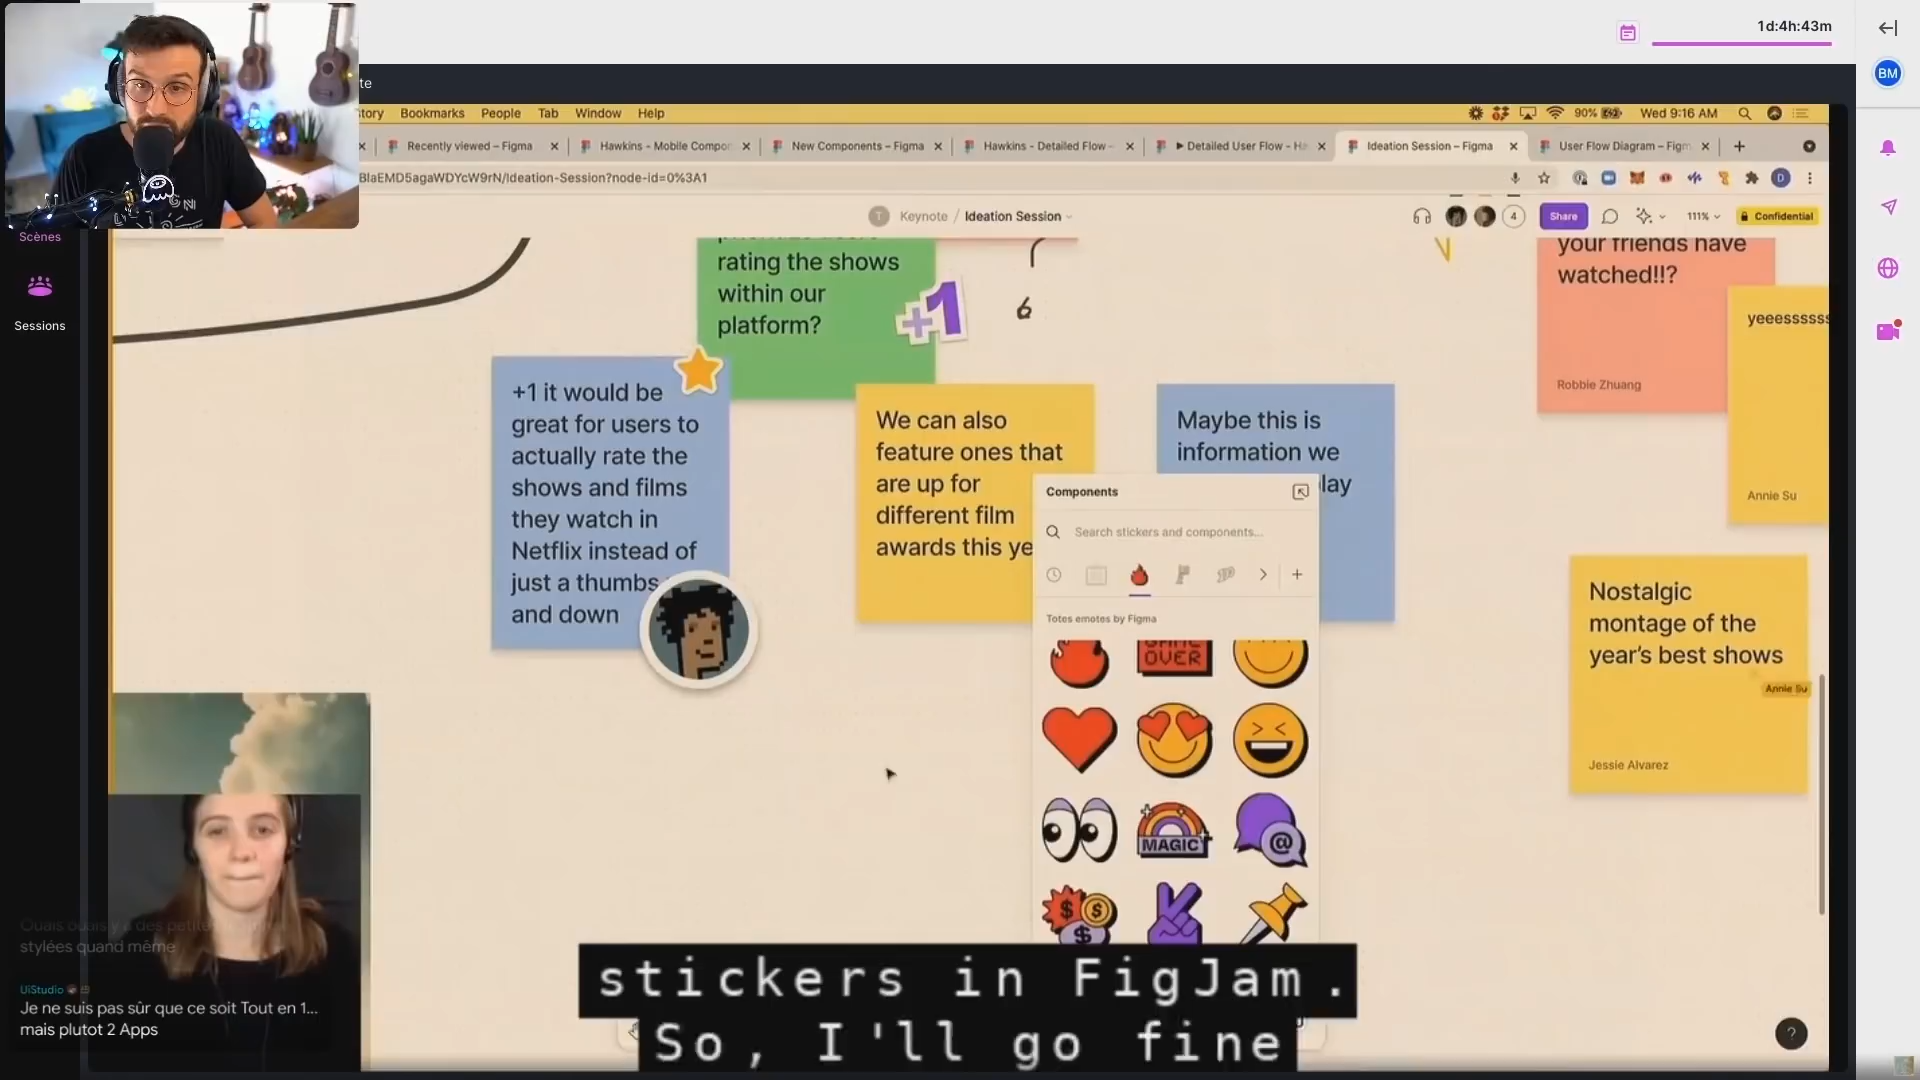 1d:4h:43m
BM
te
tory Bookmarks People Tab Window Help
90%
Wed 9:16 AM
Recently viewed – Figma
Hawkins - Mobile Compor
New Components – Figma
Hawkins - Detailed Flow -
Detailed User Flow - Ha
Ideation Session – Figma
User Flow Diagram – Figm
BlaEMD5agaWDYcW9rN/Ideation-Session?node-id=0%3A1
D
T Keynote / Ideation Session
4
Share
111%
Confidential
Scènes
Sessions
rating the shows
within our
platform?
+1
6
your friends have
watched!!?
Robbie Zhuang
yeeessssss
Annie Su
+1 it would be
great for users to
actually rate the
shows and films
they watch in
Netflix instead of
just a thumbs
and down
We can also
feature ones that
are up for
different film
awards this ye
Maybe this is
information we
lay
Components
Search stickers and components...
Totes emotes by Figma
GAME
OVER
MAGIC
@
$ $
$
Nostalgic
montage of the
year's best shows
Annie Su
Jessie Alvarez
stylées quand même
UiStudio
Je ne suis pas sûr que ce soit Tout en 1...
mais plutot 2 Apps
stickers in FigJam.
So, I'll go fine
?